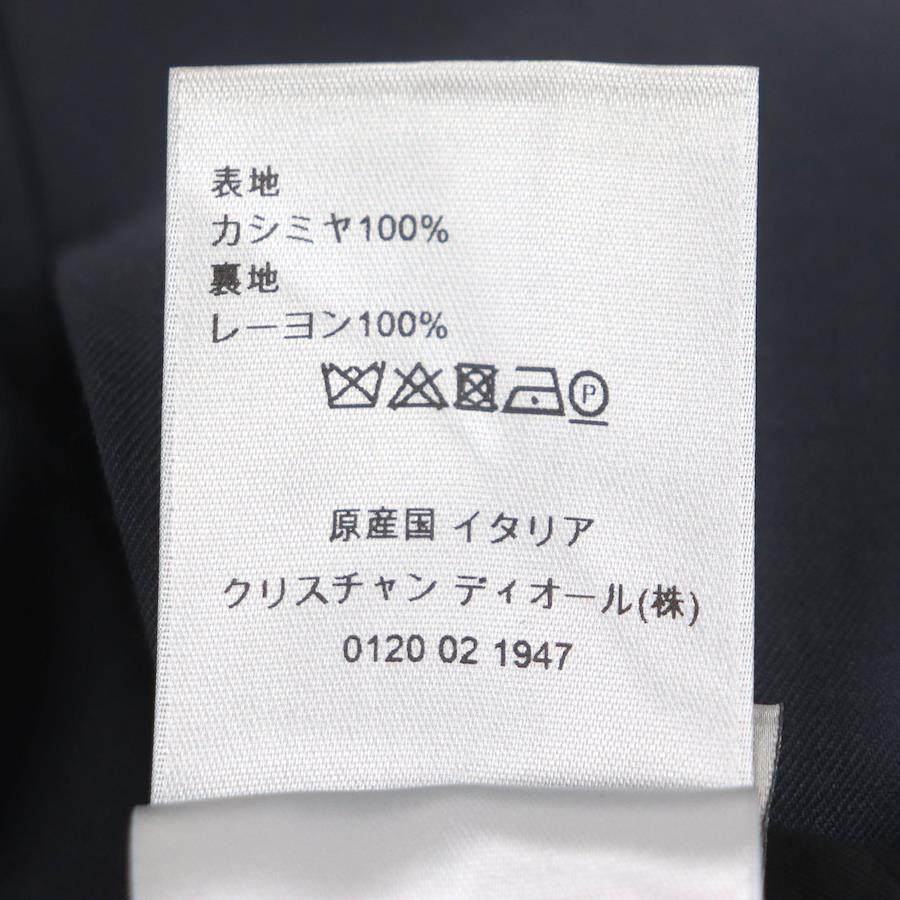 表地
カシミヤ100%
裏地
レーヨン100%
P
原産国 イタリア
クリスチャン ディオール(株)
0120 02 1947